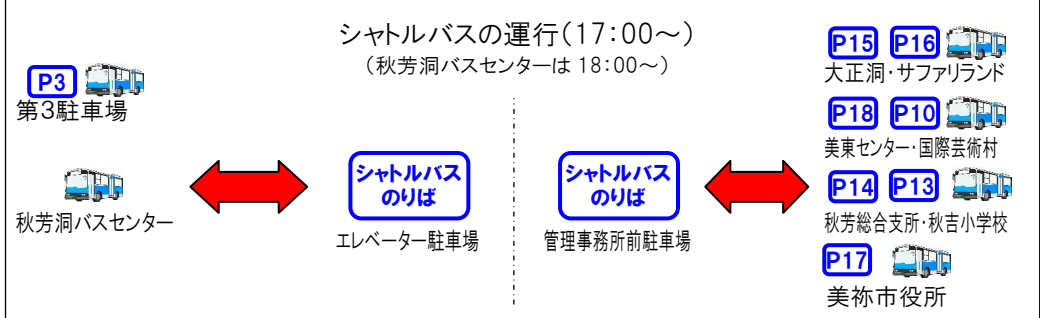 シャトルバスの運行(17:00～)
(秋芳洞バスセンターは 18:00～)
P3
第3駐車場
秋芳洞バスセンター
シャトルバス
のりば
エレベーター駐車場
シャトルバス
のりば
管理事務所前駐車場
P15 P16
大正洞・サファリランド
P18 P10
美東センター・国際芸術村
P14 P13
秋芳総合支所・秋吉小学校
P17
美祢市役所